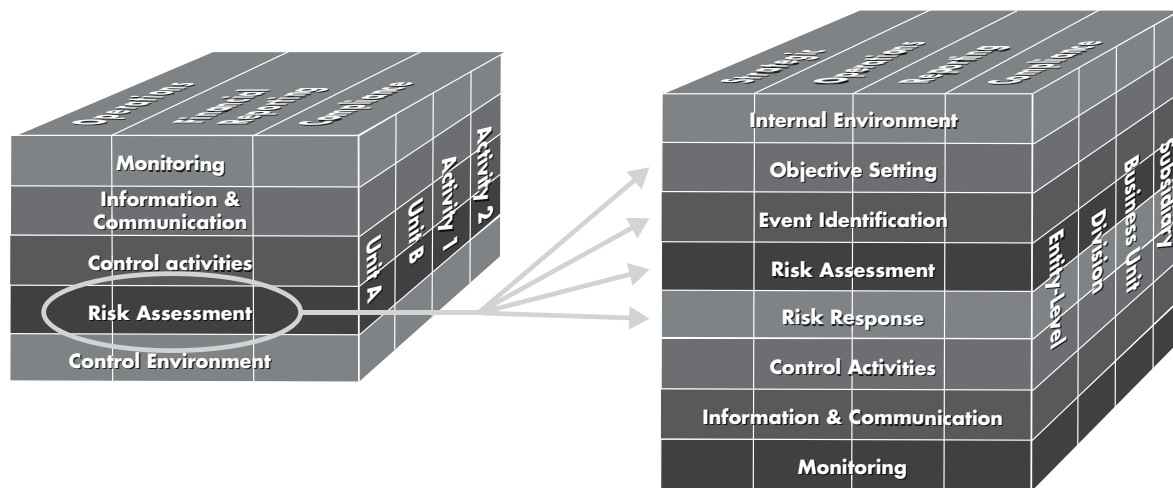 Operations
Financial
Reporting
Compliance
Monitoring
Information &
Communication
Control activities
Risk Assessment
Control Environment
Unit A
Unit B
Activity 1
Activity 2
Strategic
Operations
Reporting
Compliance
Internal Environment
Objective Setting
Event Identification
Risk Assessment
Risk Response
Control Activities
Information & Communication
Monitoring
Entity-Level
Division
Business Unit
Subsidiary